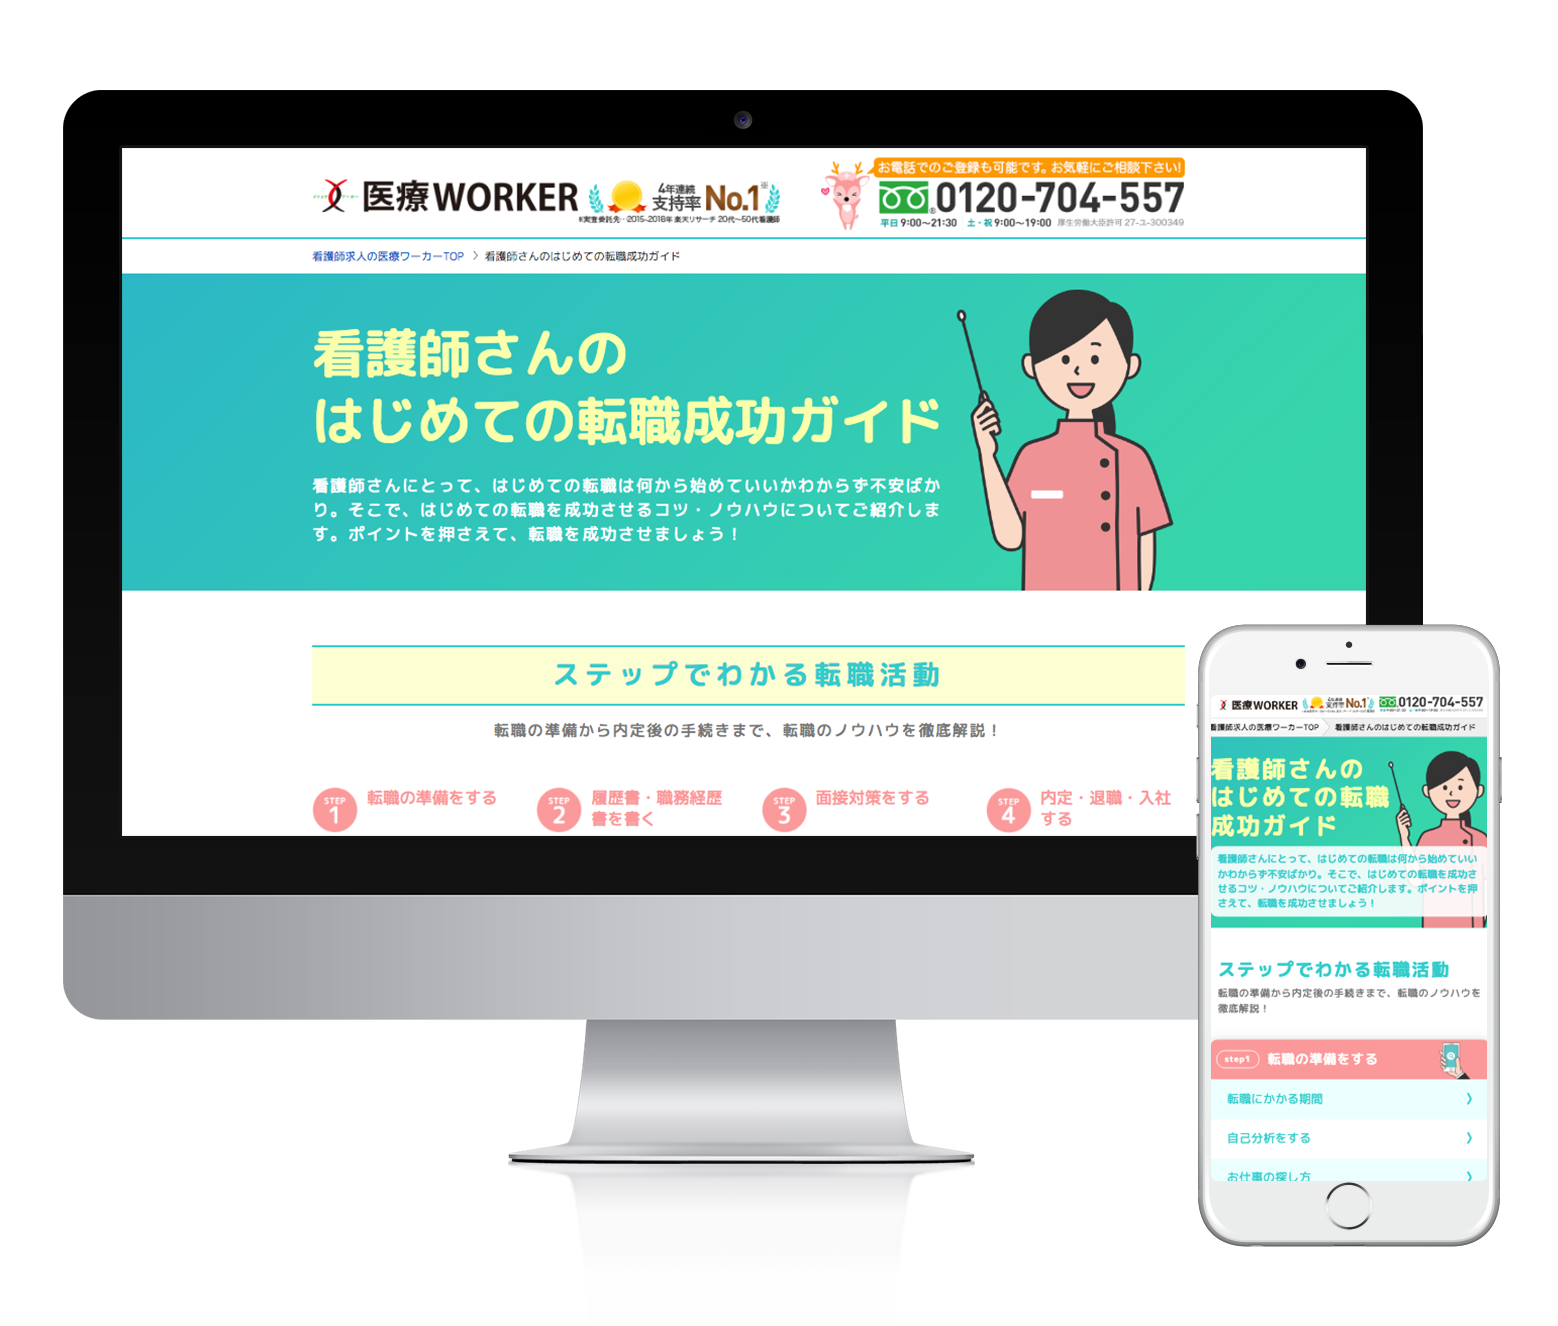 医療WORKER
4年連続
支持率 No.1※
※実査委託先‥2015-2018年 楽天リサーチ 20代~50代看護師
お電話でのご登録も可能です。お気軽にご相談下さい!
0120-704-557
平日 9:00~21:30 土・祝 9:00~19:00 厚生労働大臣許可 27-ユ-300349
看護師求人の医療ワーカーTOP > 看護師さんのはじめての転職成功ガイド
看護師さんの
はじめての転職成功ガイド
看護師さんにとって、はじめての転職は何から始めていいかわからず不安ばか
り。そこで、はじめての転職を成功させるコツ・ノウハウについてご紹介しま
す。ポイントを押さえて、転職を成功させましょう!
ステップでわかる転職活動
転職の準備から内定後の手続きまで、転職のノウハウを徹底解説!
STEP
1
転職の準備をする
STEP
2
履歴書・職務経歴
書を書く
STEP
3
面接対策をする
STEP
4
内定・退職・入社
する
医療WORKER
4年連続
支持率 No.1
0120-704-557
看護師求人の医療ワーカーTOP
看護師さんのはじめての転職成功ガイド
看護師さんの
はじめての転職
成功ガイド
看護師さんにとって、はじめての転職は何から始めていい
かわからず不安ばかり。そこで、はじめての転職を成功さ
せるコツ・ノウハウについてご紹介します。ポイントを押
さえて、転職を成功させましょう!
ステップでわかる転職活動
転職の準備から内定後の手続きまで、転職のノウハウを
徹底解説!
step1 転職の準備をする
転職にかかる期間
自己分析をする
お仕事の探し方